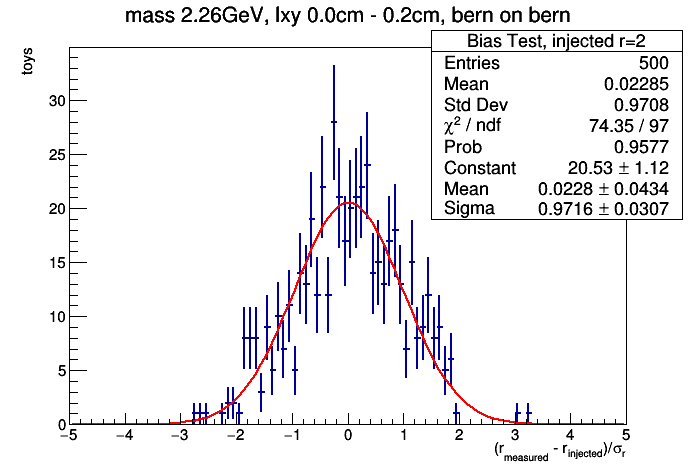 mass 2.26GeV, lxy 0.0cm - 0.2cm, bern on bern
toys
Bias Test, injected r=2
Entries 500
Mean 0.02285
Std Dev 0.9708
χ² / ndf 74.35 / 97
Prob 0.9577
Constant 20.53 ± 1.12
Mean 0.0228 ± 0.0434
Sigma 0.9716 ± 0.0307
30
25
20
15
10
5
0
−5 −4 −3 −2 −1 0 1 2 3 4 5
(r_measured - r_injected)/σ_r